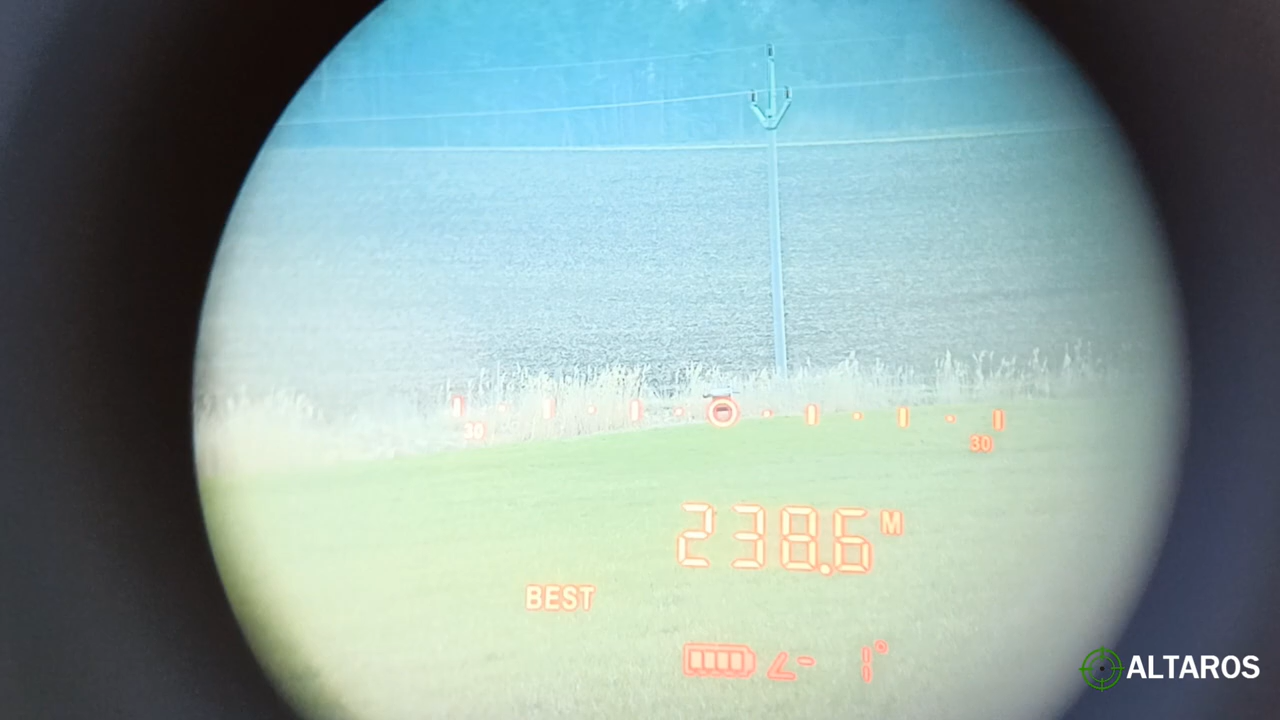 30
30
238.6 M
BEST
∠- 1°
ALTAROS